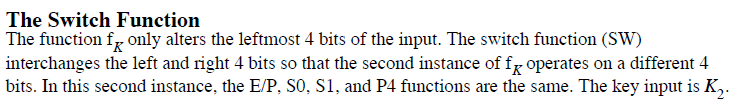 The Switch Function
The function f_K only alters the leftmost 4 bits of the input. The switch function (SW)
interchanges the left and right 4 bits so that the second instance of f_K operates on a different 4
bits. In this second instance, the E/P, S0, S1, and P4 functions are the same. The key input is K₂.